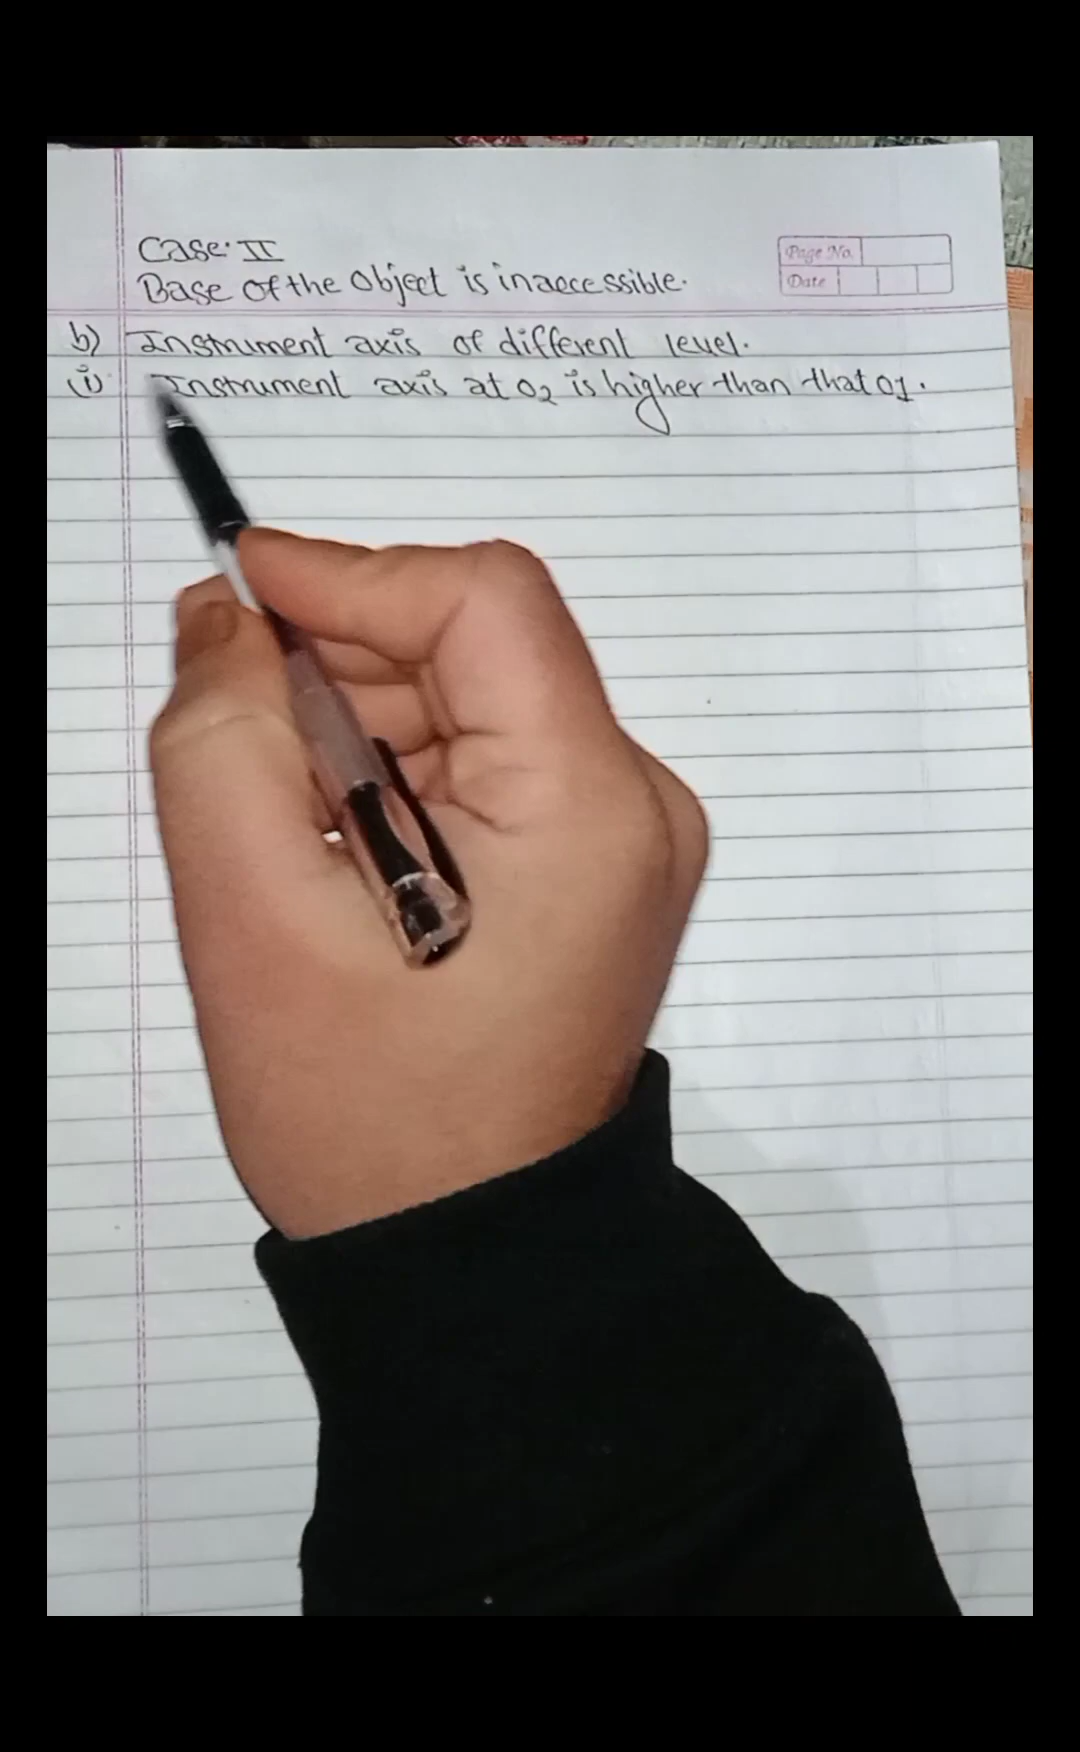 Case. II
Base of the Object is inaccessible.
Page No.
Date
b) Instrument axis of different level.
(i) Instrument axis at O2 is higher than that O1.